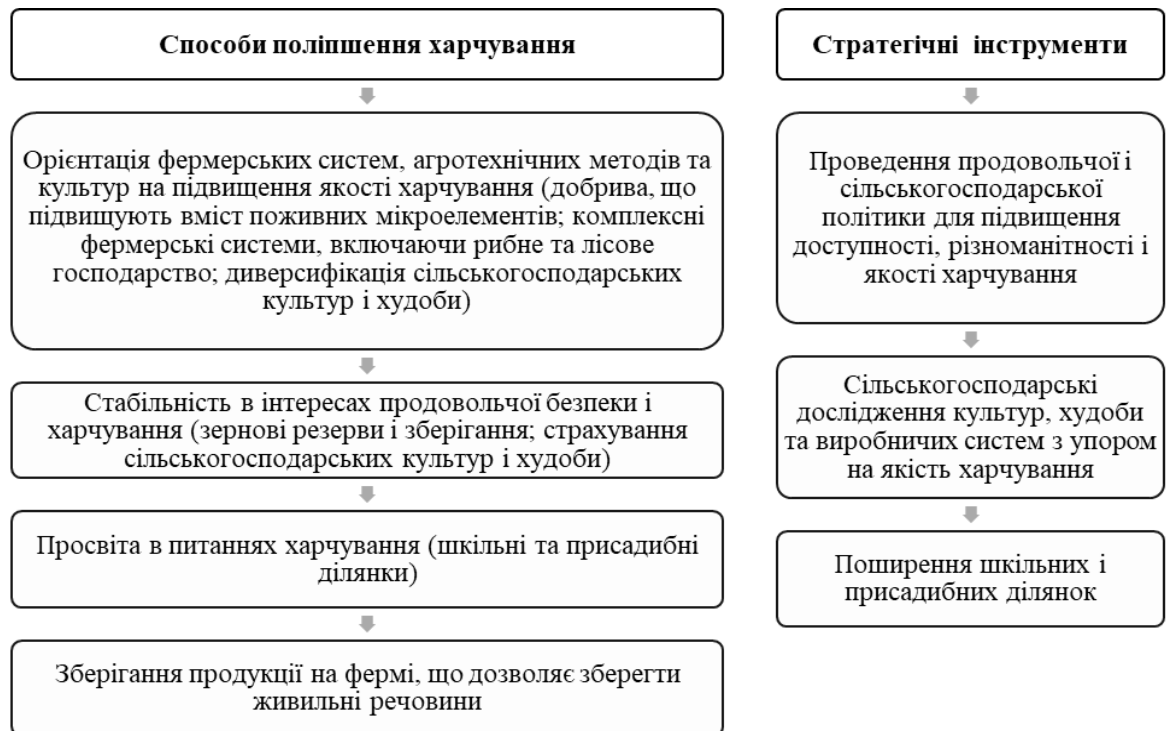 Способи поліпшення харчування
Орієнтація фермерських систем, агротехнічних методів та
культур на підвищення якості харчування (добрива, що
підвищують вміст поживних мікроелементів; комплексні
фермерські системи, включаючи рибне та лісове
господарство; диверсифікація сільськогосподарських
культур і худоби)
Стабільність в інтересах продовольчої безпеки і
харчування (зернові резерви і зберігання; страхування
сільськогосподарських культур і худоби)
Просвіта в питаннях харчування (шкільні та присадибні
ділянки)
Зберігання продукції на фермі, що дозволяє зберегти
живильні речовини
Стратегічні інструменти
Проведення продовольчої і
сільськогосподарської
політики для підвищення
доступності, різноманітності і
якості харчування
Сільськогосподарські
дослідження культур, худоби
та виробничих систем з упором
на якість харчування
Поширення шкільних і
присадибних ділянок